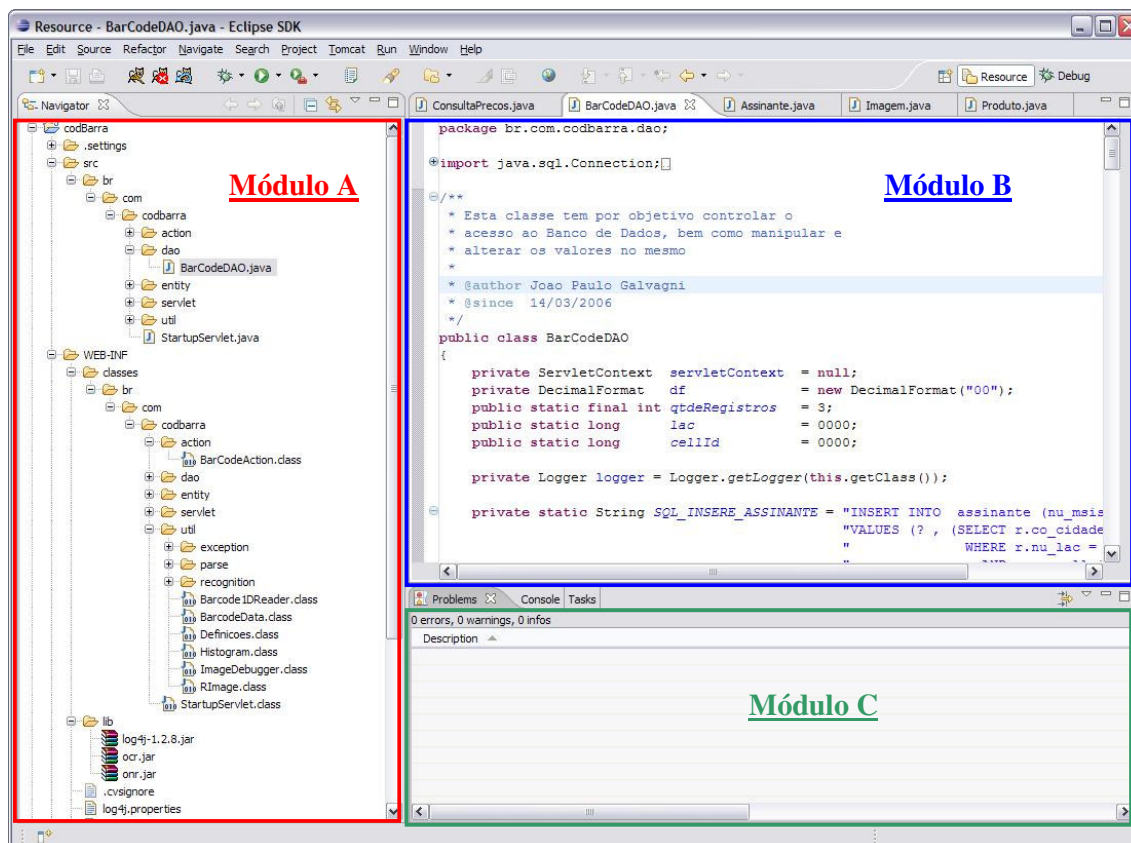 Resource - BarCodeDAO.java - Eclipse SDK
File Edit Source Refactor Navigate Search Project Tomcat Run Window Help
Resource Debug
Navigator
codBarra
.settings
src
br
com
codbarra
action
dao
BarCodeDAO.java
entity
servlet
util
StartupServlet.java
WEB-INF
classes
br
com
codbarra
action
BarCodeAction.class
dao
entity
servlet
util
exception
parse
recognition
Barcode1DReader.class
BarcodeData.class
Definicoes.class
Histogram.class
ImageDebugger.class
RImage.class
StartupServlet.class
lib
log4j-1.2.8.jar
ocr.jar
onr.jar
.cvsignore
log4j.properties
Módulo A
ConsultaPrecos.java BarCodeDAO.java Assinante.java Imagem.java Produto.java
package br.com.codbarra.dao;
import java.sql.Connection;
/**
* Esta classe tem por objetivo controlar o
* acesso ao Banco de Dados, bem como manipular e
* alterar os valores no mesmo
*
* @author Joao Paulo Galvagni
* @since 14/03/2006
*/
public class BarCodeDAO
{
private ServletContext servletContext = null;
private DecimalFormat df = new DecimalFormat("00");
public static final int qtdeRegistros = 3;
public static long lac = 0000;
public static long cellId = 0000;
private Logger logger = Logger.getLogger(this.getClass());
private static String SQL_INSERE_ASSINANTE = "INSERT INTO assinante (nu_msis
"VALUES (? , (SELECT r.co_cidade
" WHERE r.nu_lac =
Módulo B
Problems Console Tasks
0 errors, 0 warnings, 0 infos
Description
Módulo C